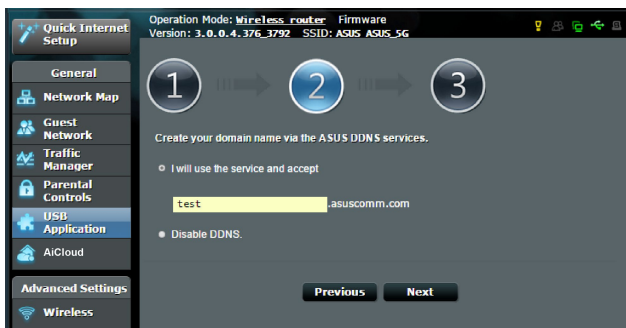 Quick Internet
Setup
Operation Mode: Wireless router Firmware
Version: 3.0.0.4.376_3792 SSID: ASUS ASUS_5G
General
Network Map
Guest
Network
Traffic
Manager
Parental
Controls
USB
Application
AiCloud
Advanced Settings
Wireless
1
2
3
Create your domain name via the ASUS DDNS services.
I will use the service and accept
test .asuscomm.com
Disable DDNS.
Previous Next